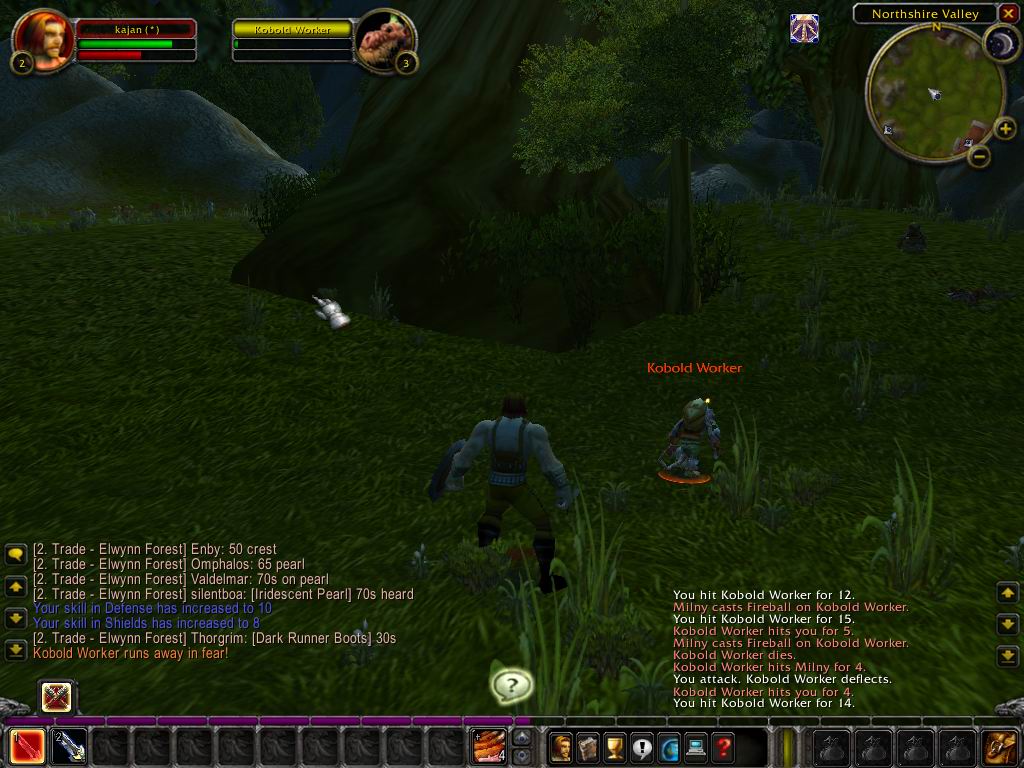 kajan (*)
2
Kobold Worker
3
Northshire Valley
N
Kobold Worker
[2. Trade - Elwynn Forest] Enby: 50 crest
[2. Trade - Elwynn Forest] Omphalos: 65 pearl
[2. Trade - Elwynn Forest] Valdelmar: 70s on pearl
[2. Trade - Elwynn Forest] silentboa: [Iridescent Pearl] 70s heard
Your skill in Defense has increased to 10
Your skill in Shields has increased to 8
[2. Trade - Elwynn Forest] Thorgrim: [Dark Runner Boots] 30s
Kobold Worker runs away in fear!
You hit Kobold Worker for 12.
Milny casts Fireball on Kobold Worker.
You hit Kobold Worker for 15.
Kobold Worker hits you for 5.
Milny casts Fireball on Kobold Worker.
Kobold Worker dies.
Kobold Worker hits Milny for 4.
You attack. Kobold Worker deflects.
Kobold Worker hits you for 4.
You hit Kobold Worker for 14.
?
1
2
4
!
?